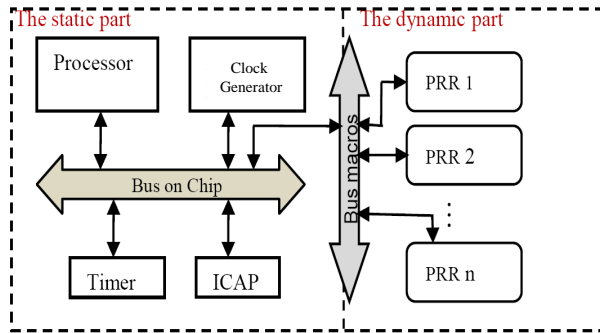 The static part
The dynamic part
Processor
Clock
Generator
PRR 1
PRR 2
Bus macros
Bus on Chip
Timer
ICAP
PRR n